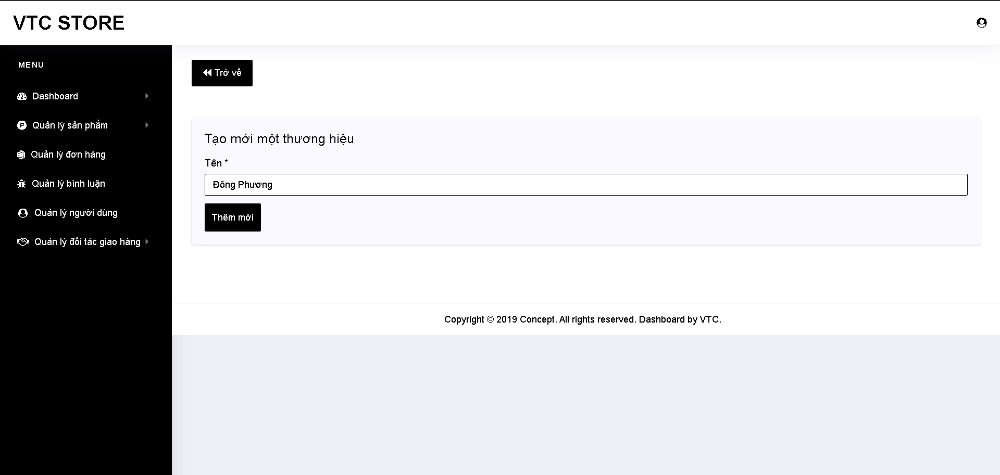 VTC STORE
MENU
Dashboard
Quản lý sản phẩm
Quản lý đơn hàng
Quản lý bình luận
Quản lý người dùng
Quản lý đối tác giao hàng
Trở về
Tạo mới một thương hiệu
Tên *
Đông Phương
Thêm mới
Copyright © 2019 Concept. All rights reserved. Dashboard by VTC.